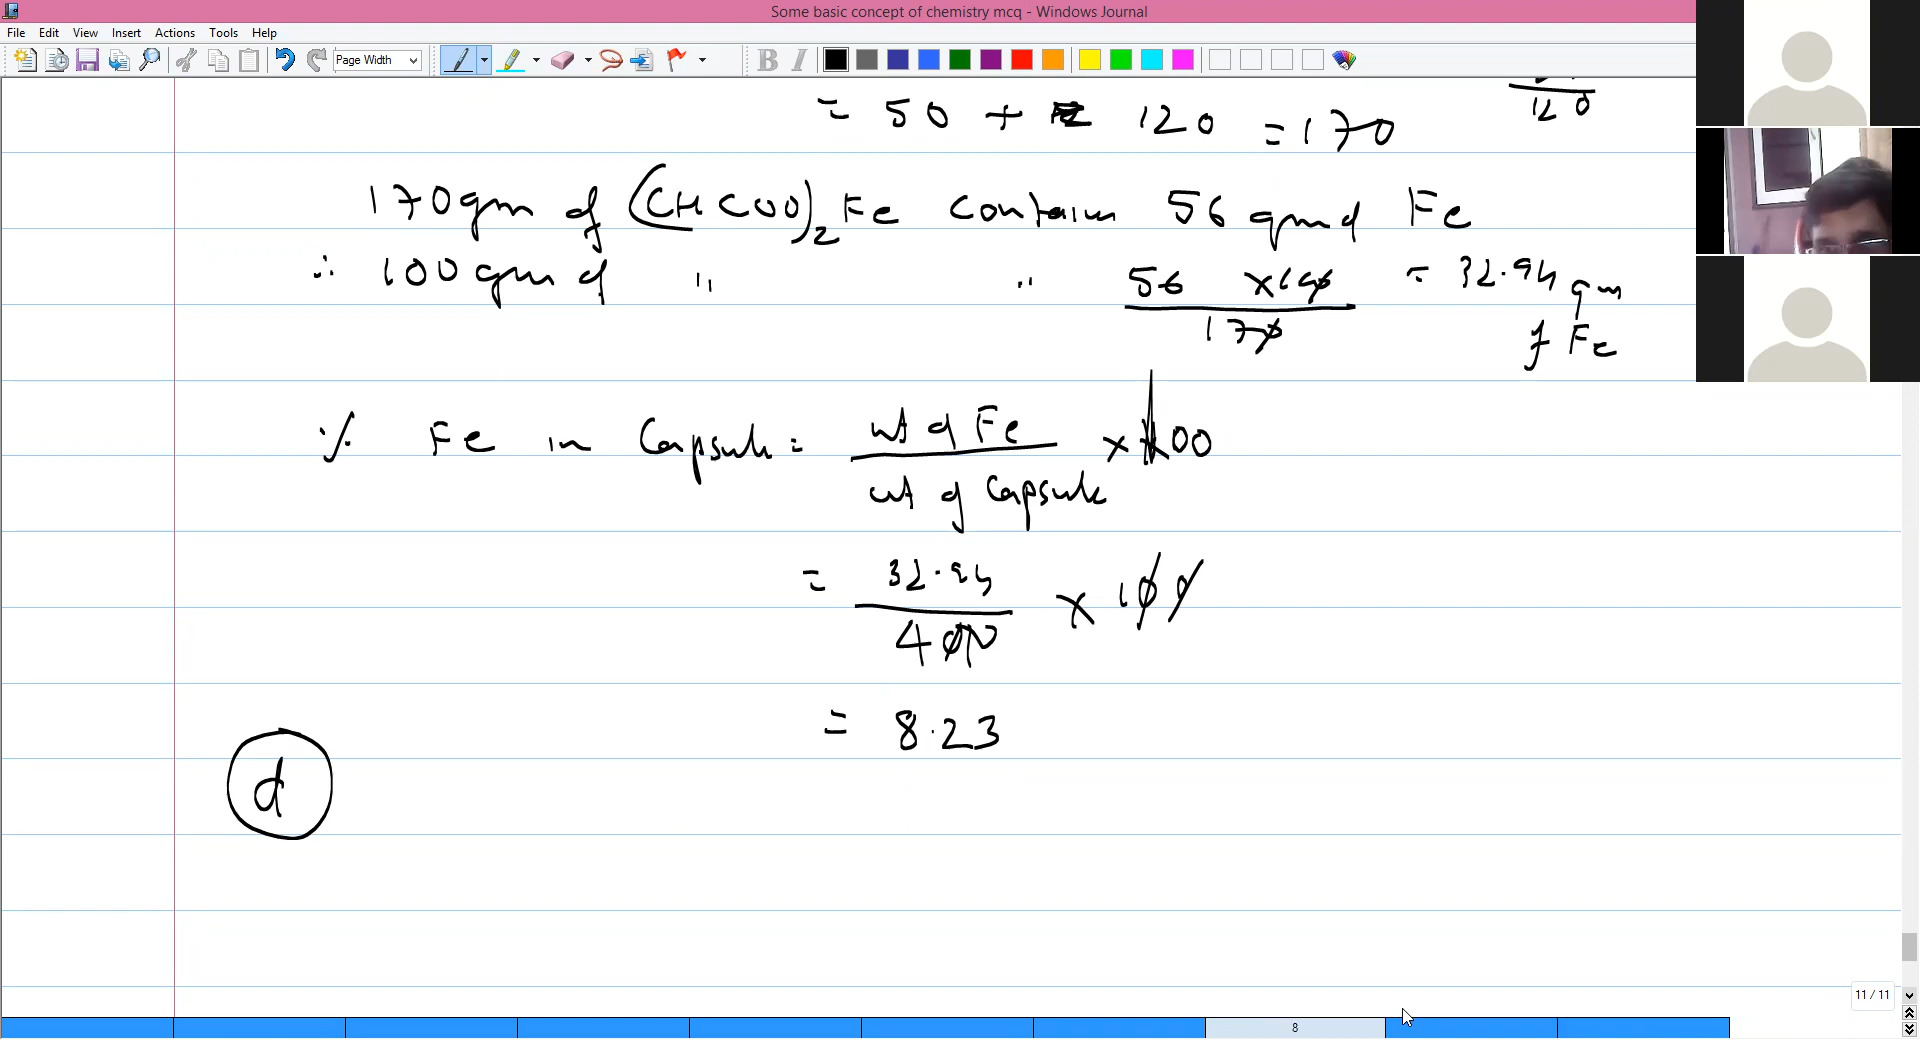 Some basic concept of chemistry mcq - Windows Journal
File Edit View Insert Actions Tools Help
Page Width
B I
120
= 50 + 120 = 170
170 gm of (CHCOO)2 Fe contain 56 gm of Fe
∴ 100 gm of " " 56 x 100 = 32.94 gm
170
of Fe
% Fe in Capsule = wt of Fe x 100
wt of Capsule
= 32.94 x 100
400
= 8.23
d
11 / 11
8